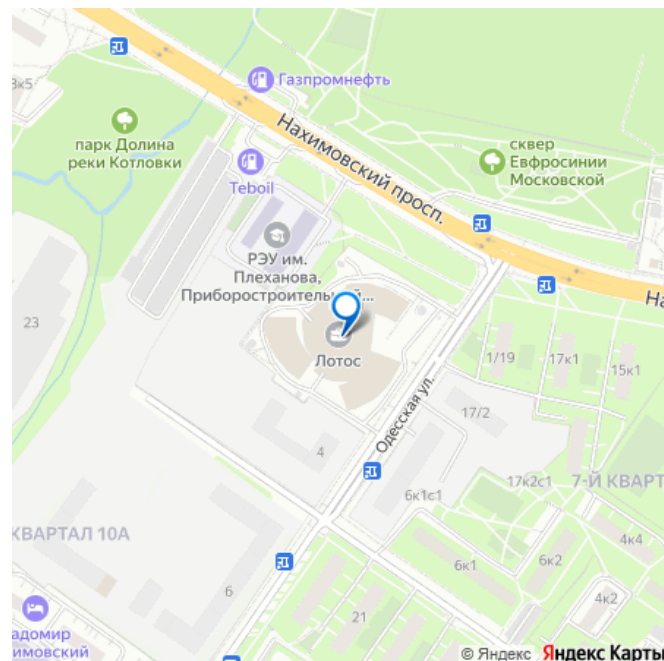 3к5
Газпромнефть
парк Долина
реки Котловки
Нахимовский просп.
сквер
Евфросинии
Московской
Teboil
РЭУ им.
Плеханова,
Приборостроительный...
На
23
Лотос
1/19
17к1
15к1
Одесская ул.
17/2
4
6к1с1
17к2с1
7-Й КВАРТ
КВАРТАЛ 10А
4к4
6к1
6к2
6
4к2
21
адомир
химовский
© Яндекс Яндекс Карты